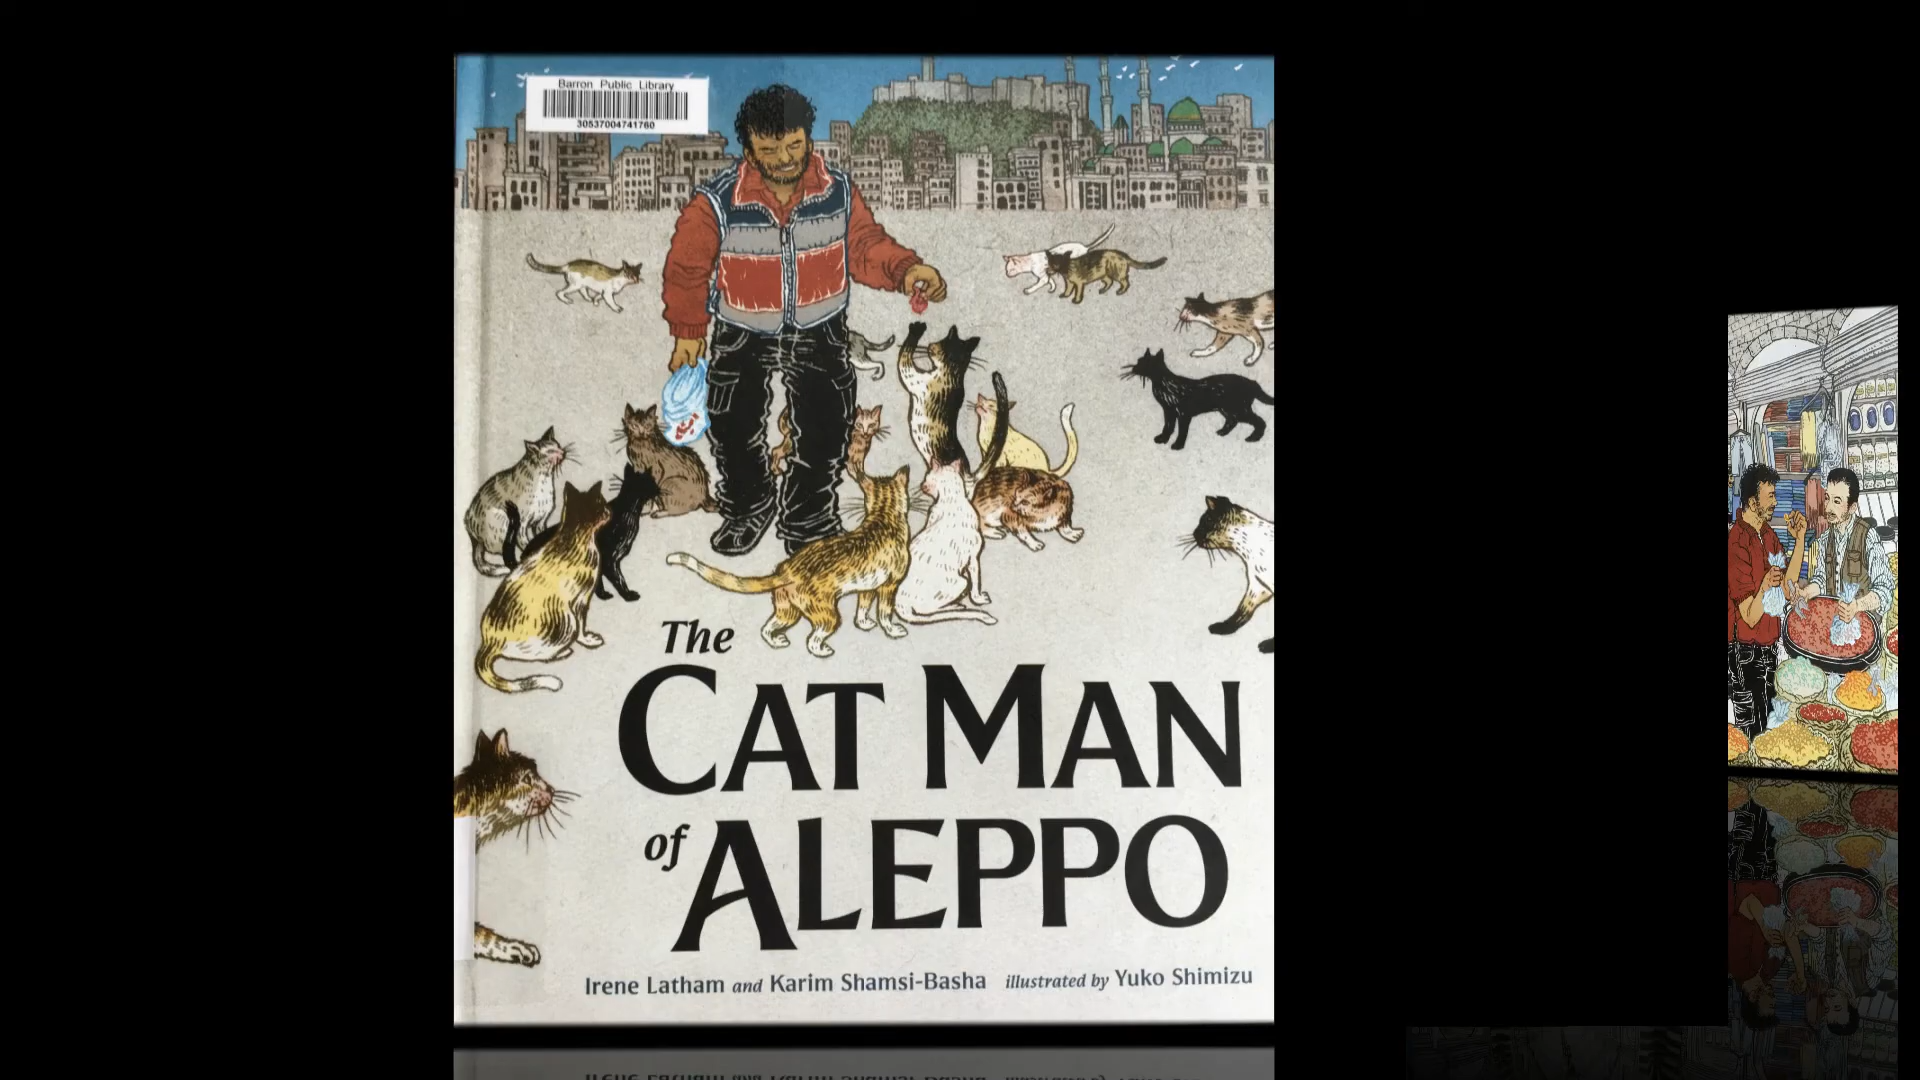 Barron Public Library
30537004741760
The
CAT MAN
of ALEPPO
Irene Latham and Karim Shamsi-Basha illustrated by Yuko Shimizu